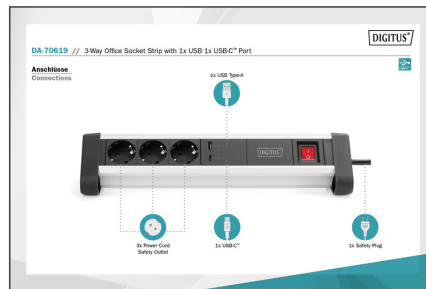 DIGITUS®
DA-70619 // 3-Way Office Socket Strip with 1x USB 1x USB-C™ Port
Anschlüsse
Connections
1x USB Type-A
DIGITUS
3x Power Cord
Safety Outlet
1x USB-C™
1x Safety Plug